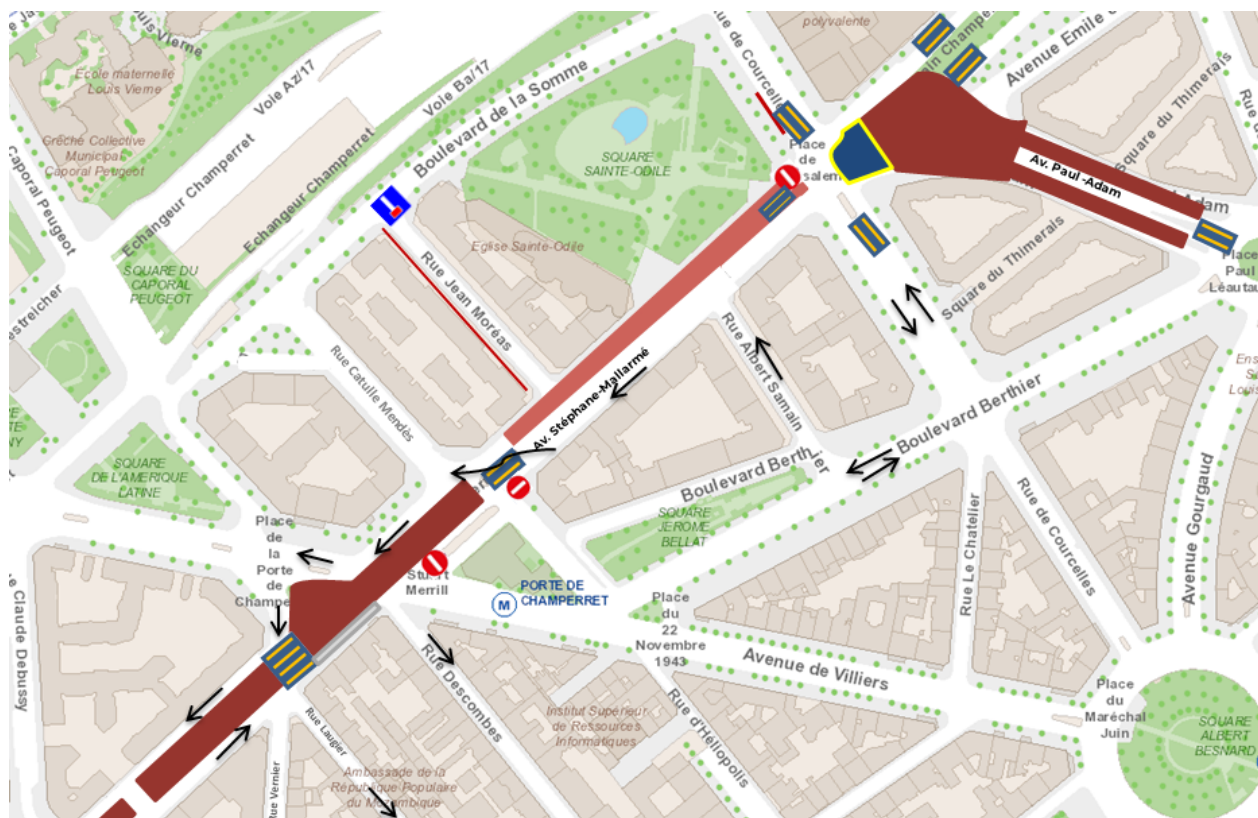 polyvalente
Louis Vierne
Ecole maternelle
Louis Vierne
Voie Az/17
Voie Ba/17
Boulevard de la Somme
Crèche Collective
Municipal
Caporal Peugeot
Caporal Peugeot
Echangeur Champerret
Echangeur Champerret
SQUARE DU
CAPORAL
PEUGEOT
SQUARE
SAINTE-ODILE
Eglise Sainte-Odile
Rue Jean Moréas
Rue Catulle Mendès
Place
de
Avenue Emile
Square du Thimerais
Av. Paul-Adam
Adam
Square du Thimerais
Place
Paul
Léautau
Rue Albert Samain
Av. Stéphane-Mallarmé
Boulevard Berthier
Boulevard Berthier
SQUARE
JEROME
BELLAT
SQUARE
DE L'AMERIQUE
LATINE
Place
de
la
Porte
de
Champe
Merrill
M
PORTE DE
CHAMPERRET
Place
du
22
Novembre
1943
Avenue de Villiers
Rue Le Chatelier
Rue de Courcelles
Avenue Gourgaud
Place
du
Maréchal
Juin
SQUARE
ALBERT
BESNARD
Claude Debussy
Rue Descombes
Rue Laugier
Rue Vernier
Institut Supérieur
de Ressources
Informatiques
Rue d'Héliopolis
Ambassade de la
République Populaire
du Mozambique